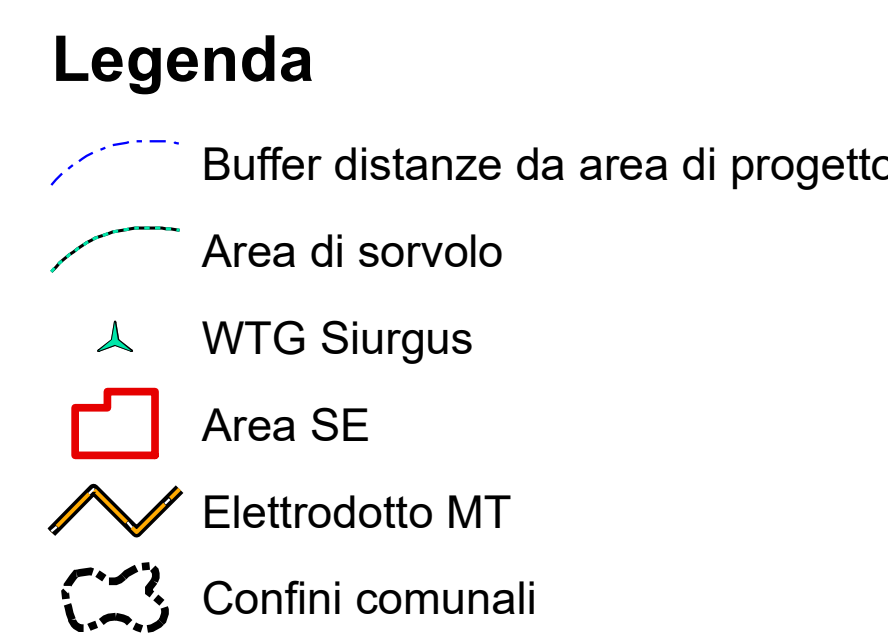 Legenda
Buffer distanze da area di progetto
Area di sorvolo
WTG Siurgus
Area SE
Elettrodotto MT
Confini comunali